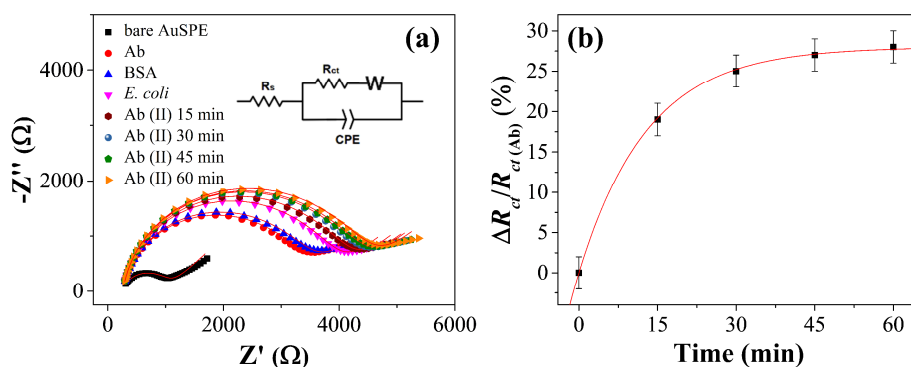 (a)
bare AuSPE
Ab
BSA
E. coli
Ab (II) 15 min
Ab (II) 30 min
Ab (II) 45 min
Ab (II) 60 min
Rs
Rct
W
CPE
-Z'' (Ω)
4000
2000
0
0
2000
4000
6000
Z' (Ω)
(b)
ΔRct/Rct (Ab) (%)
30
25
20
15
10
5
0
0
15
30
45
60
Time (min)